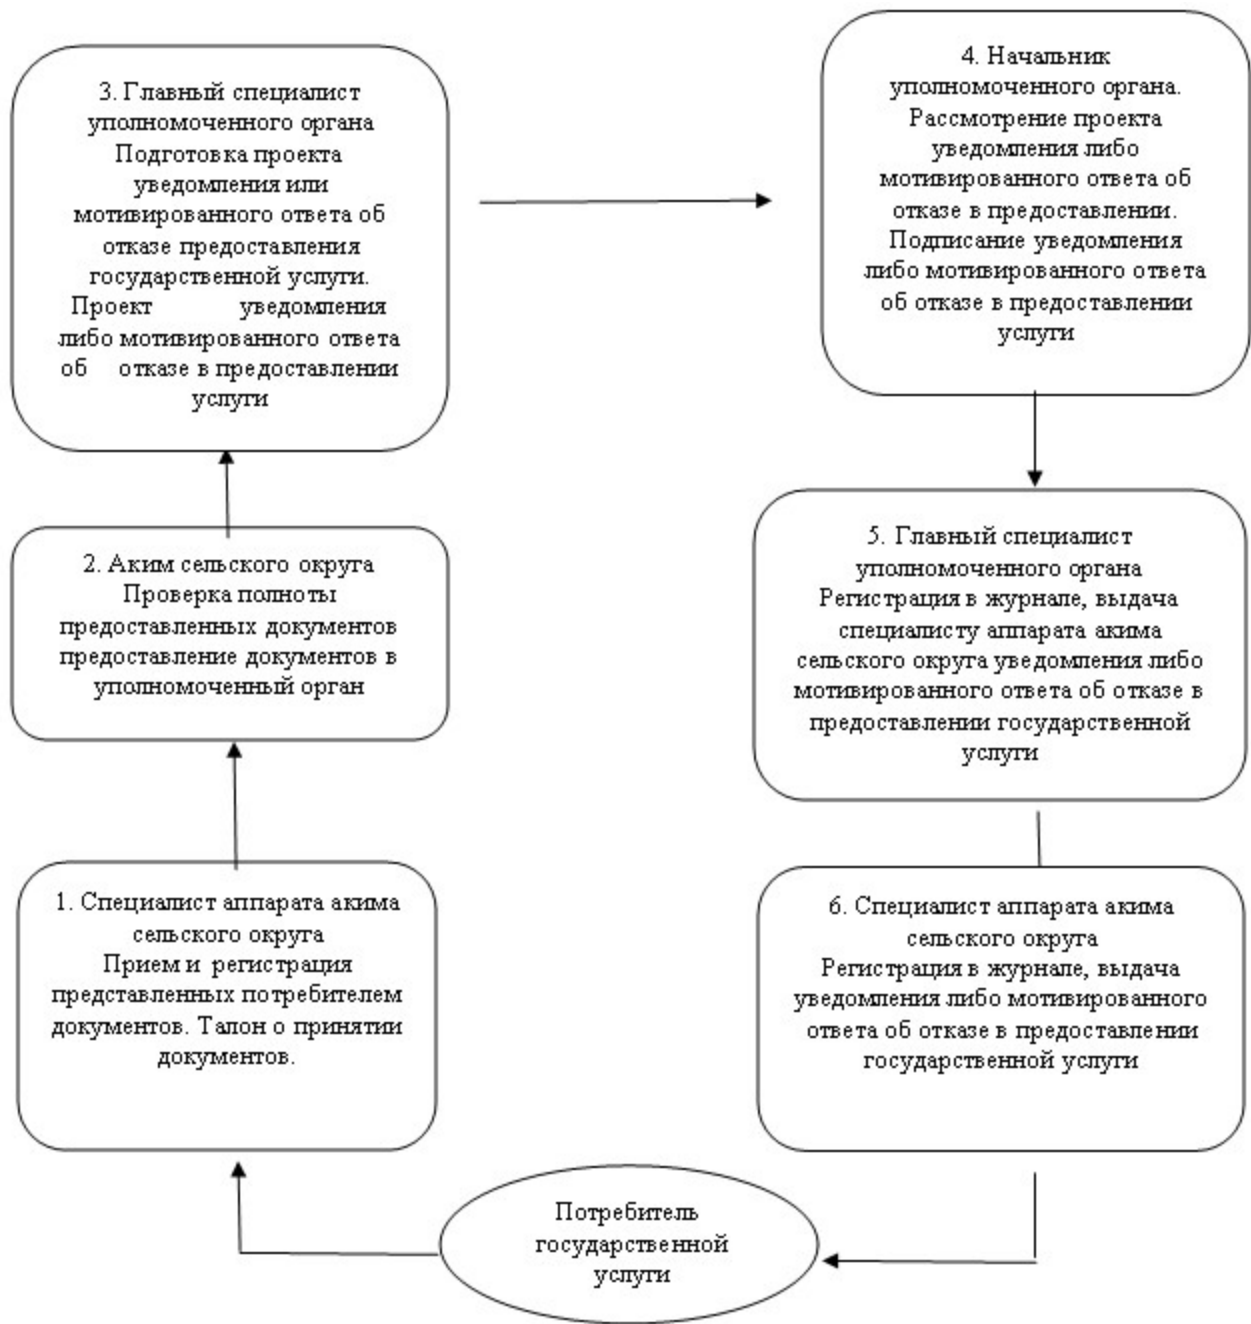 3. Главный специалист
уполномоченного органа
Подготовка проекта
уведомления или
мотивированного ответа об
отказе предоставления
государственной услуги.
Проект уведомления
либо мотивированного ответа
об отказе в предоставлении
услуги
4. Начальник
уполномоченного органа.
Рассмотрение проекта
уведомления либо
мотивированного ответа об
отказе в предоставлении.
Подписание уведомления
либо мотивированного ответа
об отказе в предоставлении
услуги
2. Аким сельского округа
Проверка полноты
предоставленных документов
предоставление документов в
уполномоченный орган
5. Главный специалист
уполномоченного органа
Регистрация в журнале, выдача
специалисту аппарата акима
сельского округа уведомления либо
мотивированного ответа об отказе в
предоставлении государственной
услуги
1. Специалист аппарата акима
сельского округа
Прием и регистрация
представленных потребителем
документов. Талон о принятии
документов.
6. Специалист аппарата акима
сельского округа
Регистрация в журнале, выдача
уведомления либо мотивированного
ответа об отказе в предоставлении
государственной услуги
Потребитель
государственной
услуги